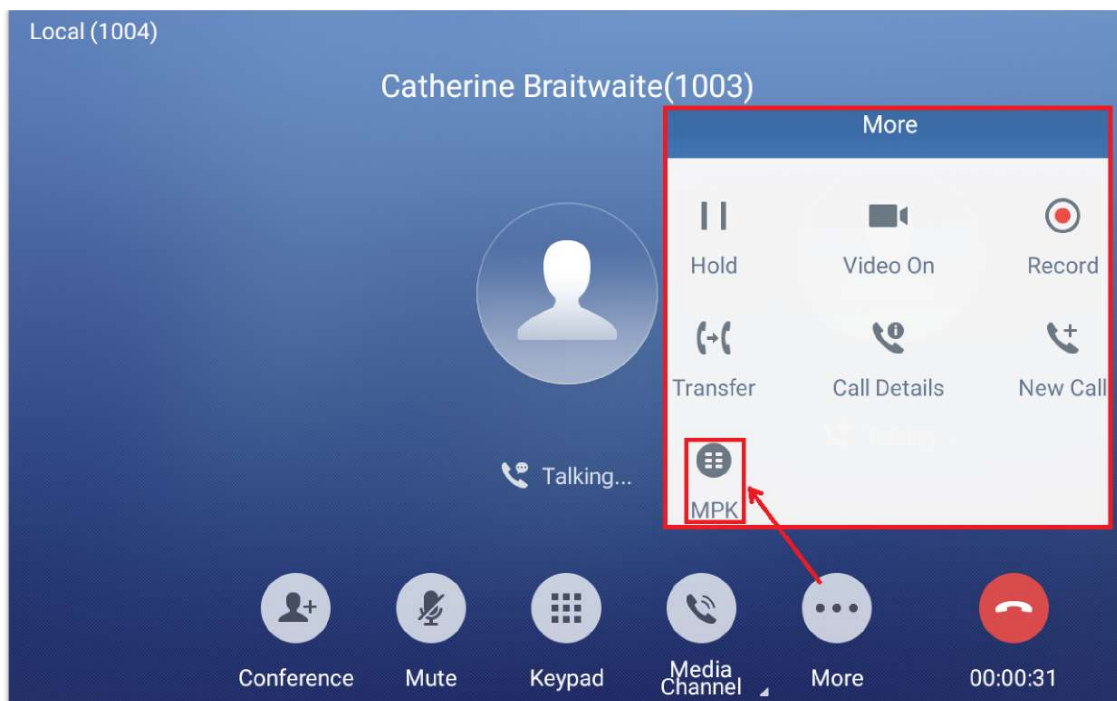 Local (1004)
Catherine Braitwaite(1003)
More
Hold
Video On
Record
Transfer
Call Details
New Call
MPK
Talking...
Conference
Mute
Keypad
Media
Channel
More
00:00:31